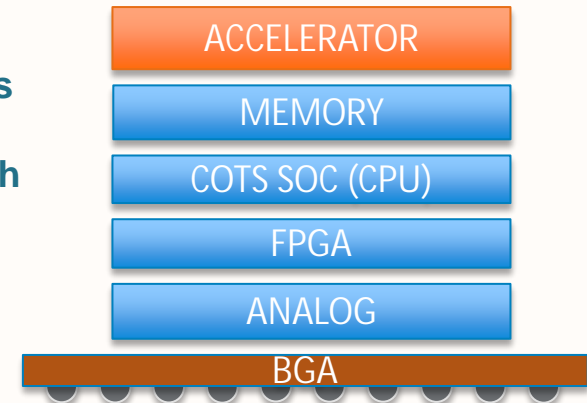 ACCELERATOR
s
MEMORY
h
COTS SOC (CPU)
FPGA
ANALOG
BGA